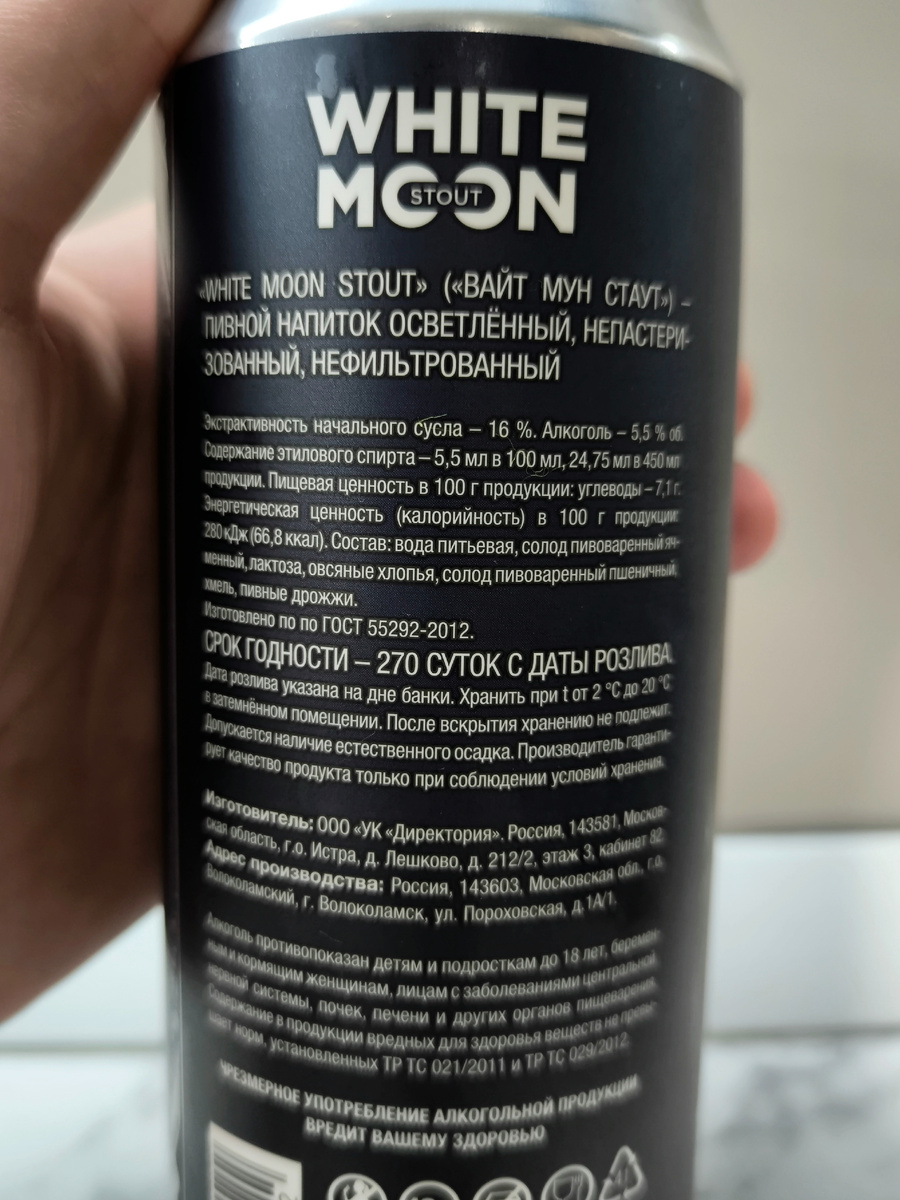 WHITE
MOON
STOUT
«WHITE MOON STOUT» («ВАЙТ МУН СТАУТ») –
ПИВНОЙ НАПИТОК ОСВЕТЛЁННЫЙ, НЕПАСТЕРИ-
ЗОВАННЫЙ, НЕФИЛЬТРОВАННЫЙ
Экстрактивность начального сусла – 16 %. Алкоголь – 5,5 % об.
Содержание этилового спирта – 5,5 мл в 100 мл, 24,75 мл в 450 мл
продукции. Пищевая ценность в 100 г продукции: углеводы – 7,1 г.
Энергетическая ценность (калорийность) в 100 г продукции:
280 кДж (66,8 ккал). Состав: вода питьевая, солод пивоваренный яч-
менный, лактоза, овсяные хлопья, солод пивоваренный пшеничный,
хмель, пивные дрожжи.
Изготовлено по по ГОСТ 55292-2012.
СРОК ГОДНОСТИ – 270 СУТОК С ДАТЫ РОЗЛИВА.
Дата розлива указана на дне банки. Хранить при t от 2 °C до 20 °C
в затемнённом помещении. После вскрытия хранению не подлежит.
Допускается наличие естественного осадка. Производитель гаранти-
рует качество продукта только при соблюдении условий хранения.
Изготовитель: ООО «УК «Директория». Россия, 143581, Москов-
ская область, г.о. Истра, д. Лешково, д. 212/2, этаж 3, кабинет 82
Адрес производства: Россия, 143603, Московская обл., г.о.
Волоколамский, г. Волоколамск, ул. Пороховская, д.1А/1.
Алкоголь противопоказан детям и подросткам до 18 лет, беремен-
ным и кормящим женщинам, лицам с заболеваниями центральной
нервной системы, почек, печени и других органов пищеварения.
Содержание в продукции вредных для здоровья веществ не превы-
шает норм, установленных ТР ТС 021/2011 и ТР ТС 029/2012.
ЧРЕЗМЕРНОЕ УПОТРЕБЛЕНИЕ АЛКОГОЛЬНОЙ ПРОДУКЦИИ
ВРЕДИТ ВАШЕМУ ЗДОРОВЬЮ